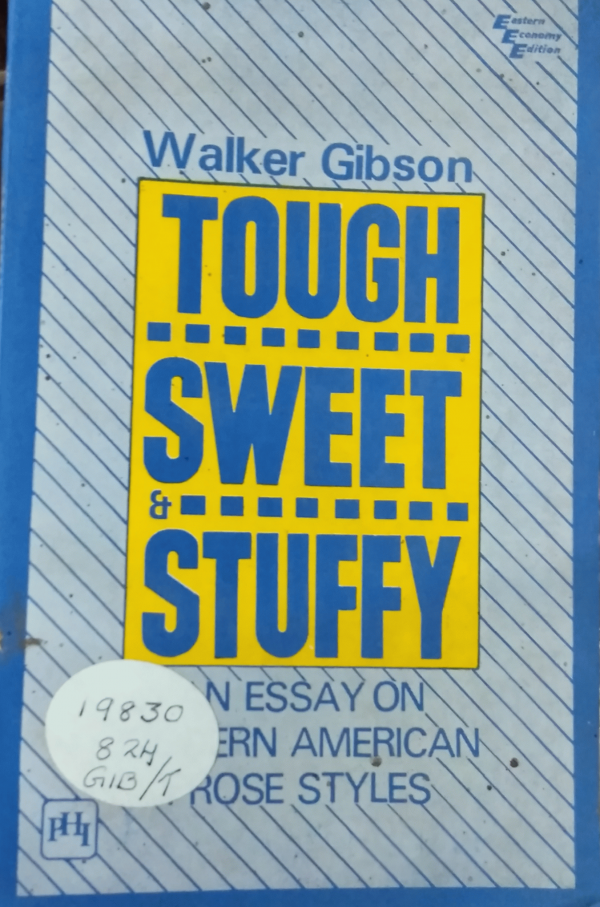 Eastern
Economy
Edition
Walker Gibson
TOUGH
SWEET
&
STUFFY
N ESSAY ON
ERN AMERICAN
ROSE STYLES
19830
824
GIB/T
PHI